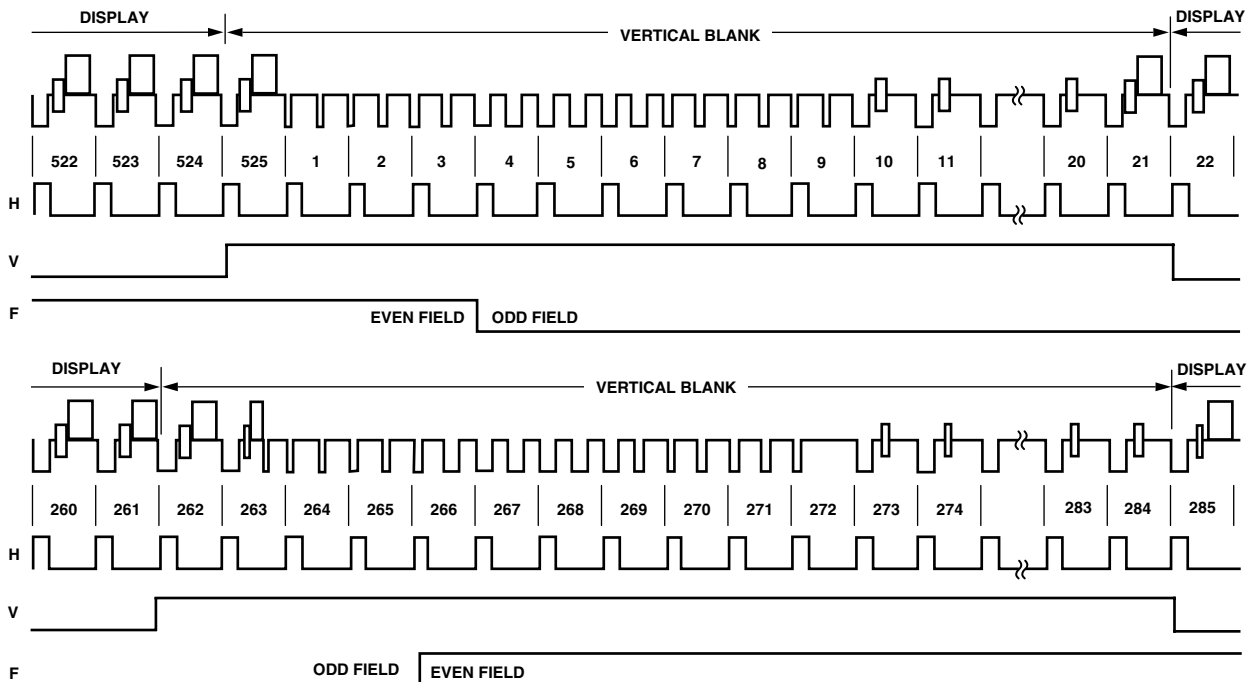 DISPLAY VERTICAL BLANK DISPLAY
522 523 524 525 1 2 3 4 5 6 7 8 9 10 11 20 21 22
H
V
F
EVEN FIELD ODD FIELD
DISPLAY VERTICAL BLANK DISPLAY
260 261 262 263 264 265 266 267 268 269 270 271 272 273 274 283 284 285
H
V
F
ODD FIELD EVEN FIELD